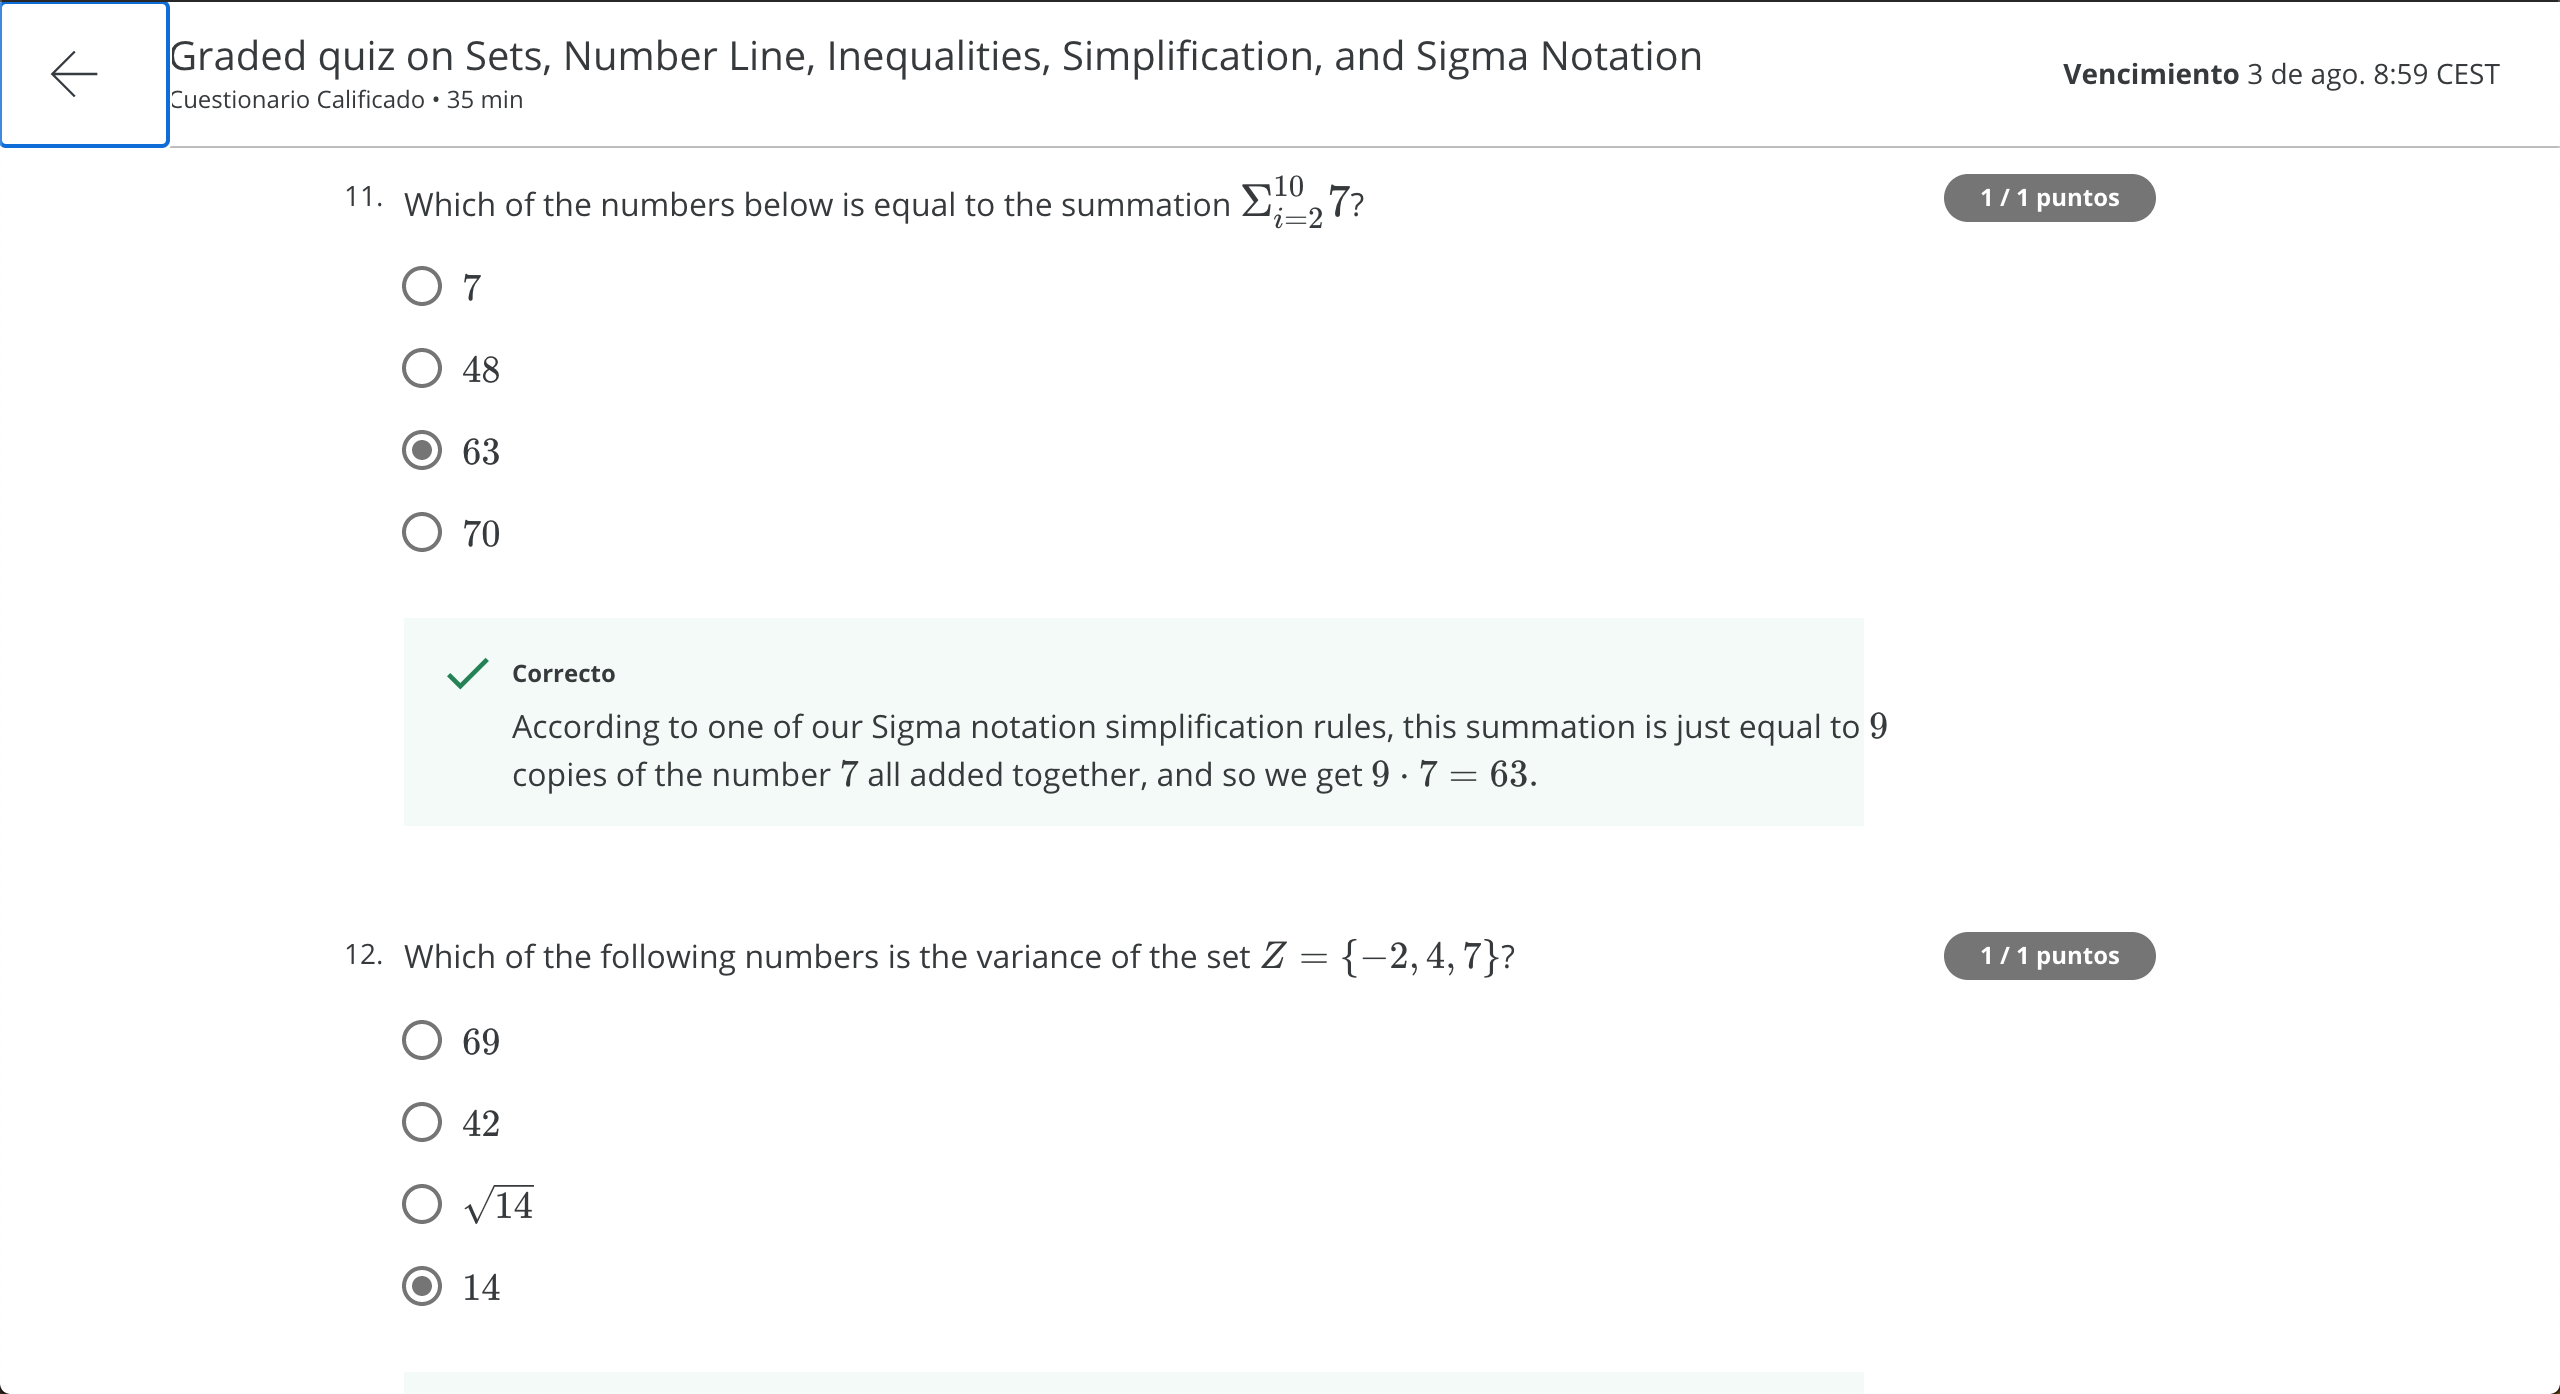 Graded quiz on Sets, Number Line, Inequalities, Simplification, and Sigma Notation
Cuestionario Calificado • 35 min
Vencimiento 3 de ago. 8:59 CEST
11. Which of the numbers below is equal to the summation $\Sigma_{i=2}^{10} 7$?
1 / 1 puntos
7
48
63
70
Correcto
According to one of our Sigma notation simplification rules, this summation is just equal to 9
copies of the number 7 all added together, and so we get 9 · 7 = 63.
12. Which of the following numbers is the variance of the set Z = {−2, 4, 7}?
1 / 1 puntos
69
42
√14
14